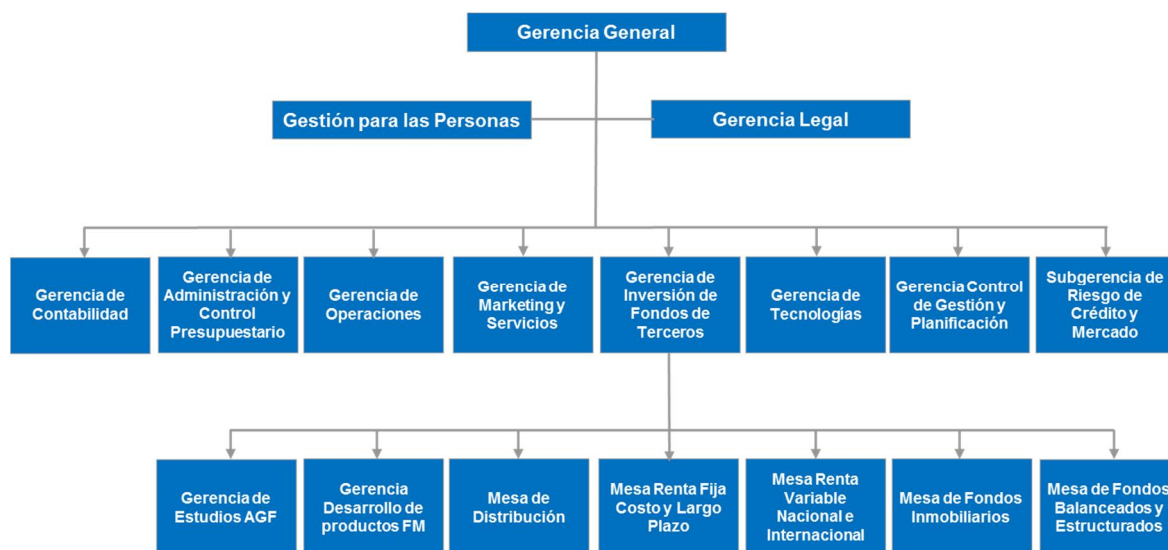 Gerencia General
Gestión para las Personas
Gerencia Legal
Gerencia de
Contabilidad
Gerencia de
Administración y
Control
Presupuestario
Gerencia de
Operaciones
Gerencia de
Marketing y
Servicios
Gerencia de
Inversión de
Fondos de
Terceros
Gerencia de
Tecnologías
Gerencia Control
de Gestión y
Planificación
Subgerencia de
Riesgo de
Crédito y
Mercado
Gerencia de
Estudios AGF
Gerencia
Desarrollo de
productos FM
Mesa de
Distribución
Mesa Renta Fija
Costo y Largo
Plazo
Mesa Renta
Variable
Nacional e
Internacional
Mesa de Fondos
Inmobiliarios
Mesa de Fondos
Balanceados y
Estructurados